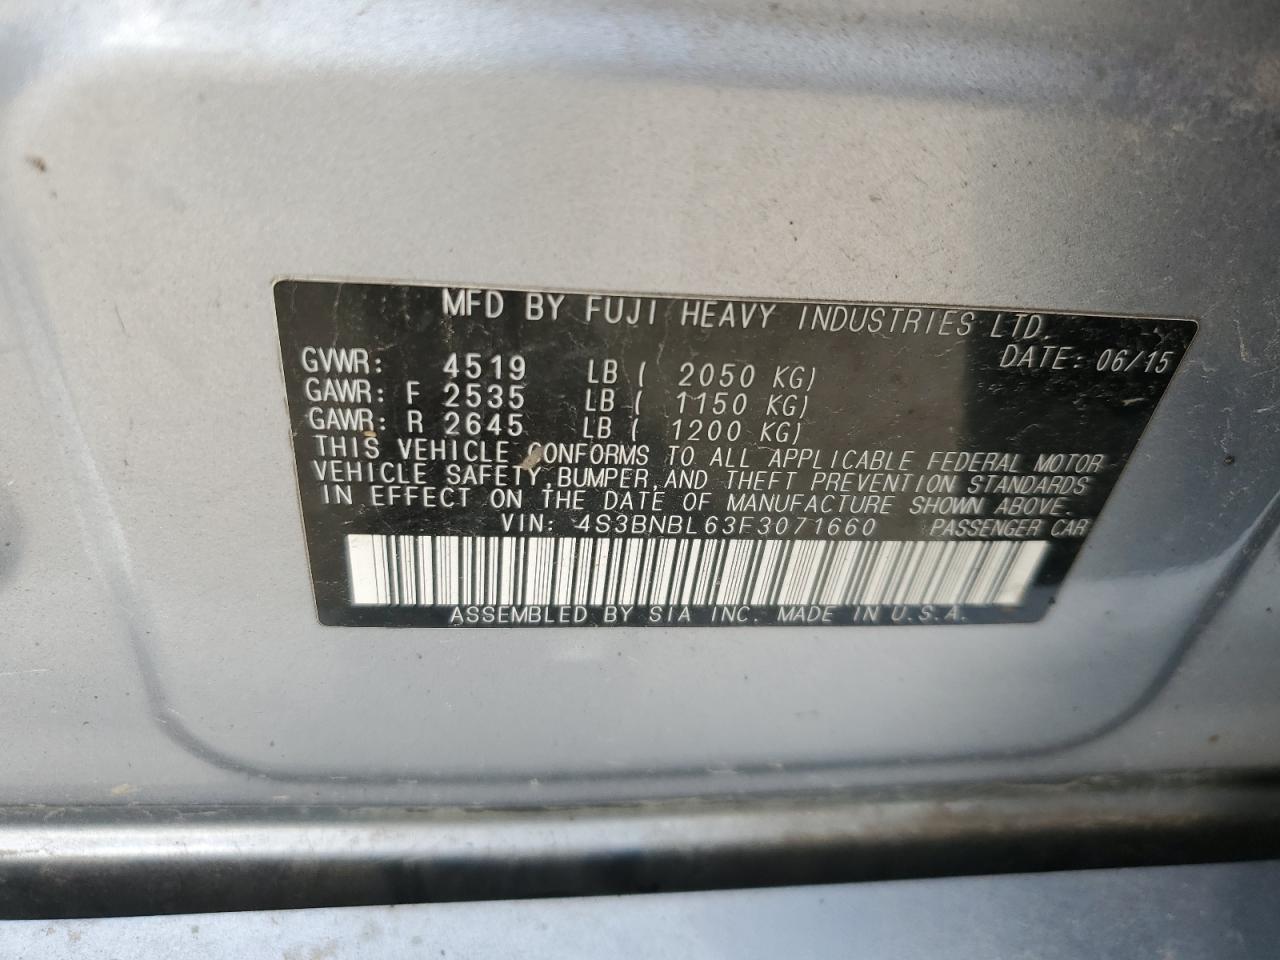 MFD BY FUJI HEAVY INDUSTRIES LTD.
DATE: 06/15
GVWR: 4519 LB ( 2050 KG)
GAWR: F 2535 LB ( 1150 KG)
GAWR: R 2645 LB ( 1200 KG)
THIS VEHICLE CONFORMS TO ALL APPLICABLE FEDERAL MOTOR
VEHICLE SAFETY, BUMPER, AND THEFT PREVENTION STANDARDS
IN EFFECT ON THE DATE OF MANUFACTURE SHOWN ABOVE.
VIN: 4S3BNBL63F3071660 PASSENGER CAR
ASSEMBLED BY SIA INC. MADE IN U.S.A.